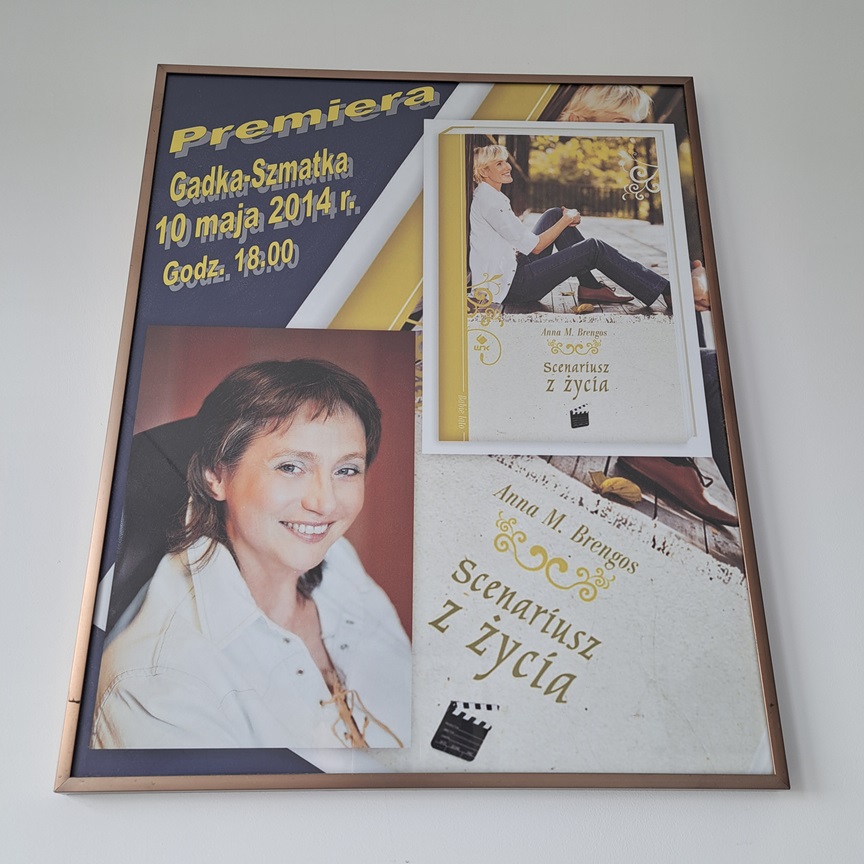 Premiera
Gadka-Szmatka
10 maja 2014 r.
Godz. 18.00
Anna M. Brengos
Scenariusz
z życia
Anna M. Brengos
Scenariusz
z życia